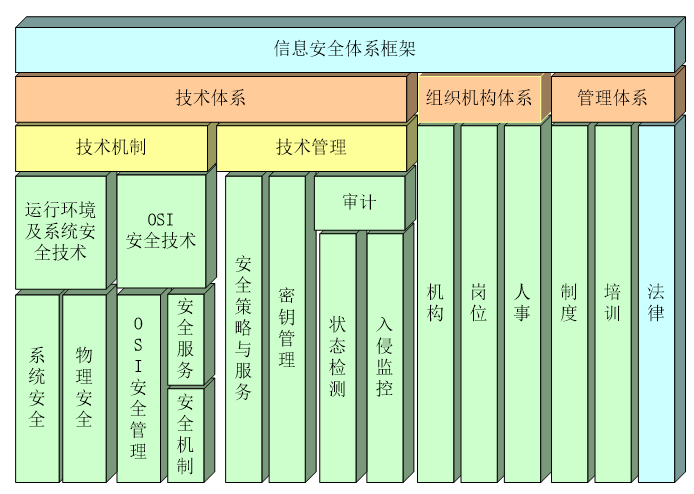 信息安全体系框架
技术体系
组织机构体系
管理体系
技术机制
技术管理
运行环境
及系统安
全技术
OSI
安全技术
审计
系统安全
物理安全
OSI安全管理
安全服务
安全机制
安全策略与服务
密钥管理
状态检测
入侵监控
机构
岗位
人事
制度
培训
法律